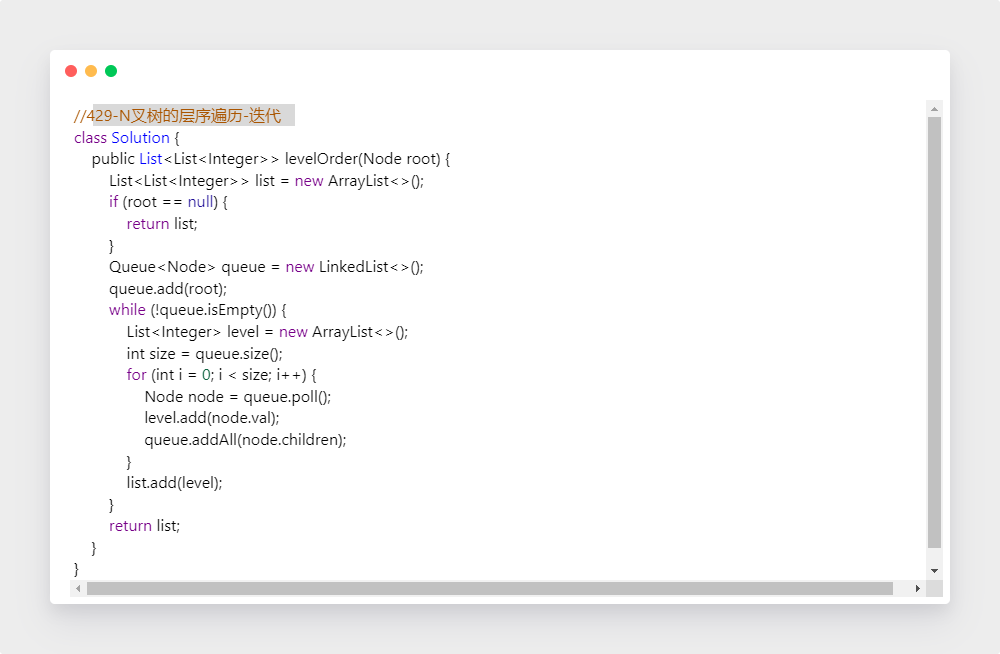 //429-N叉树的层序遍历-迭代
class Solution {
    public List<List<Integer>> levelOrder(Node root) {
        List<List<Integer>> list = new ArrayList<>();
        if (root == null) {
            return list;
        }
        Queue<Node> queue = new LinkedList<>();
        queue.add(root);
        while (!queue.isEmpty()) {
            List<Integer> level = new ArrayList<>();
            int size = queue.size();
            for (int i = 0; i < size; i++) {
                Node node = queue.poll();
                level.add(node.val);
                queue.addAll(node.children);
            }
            list.add(level);
        }
        return list;
    }
}